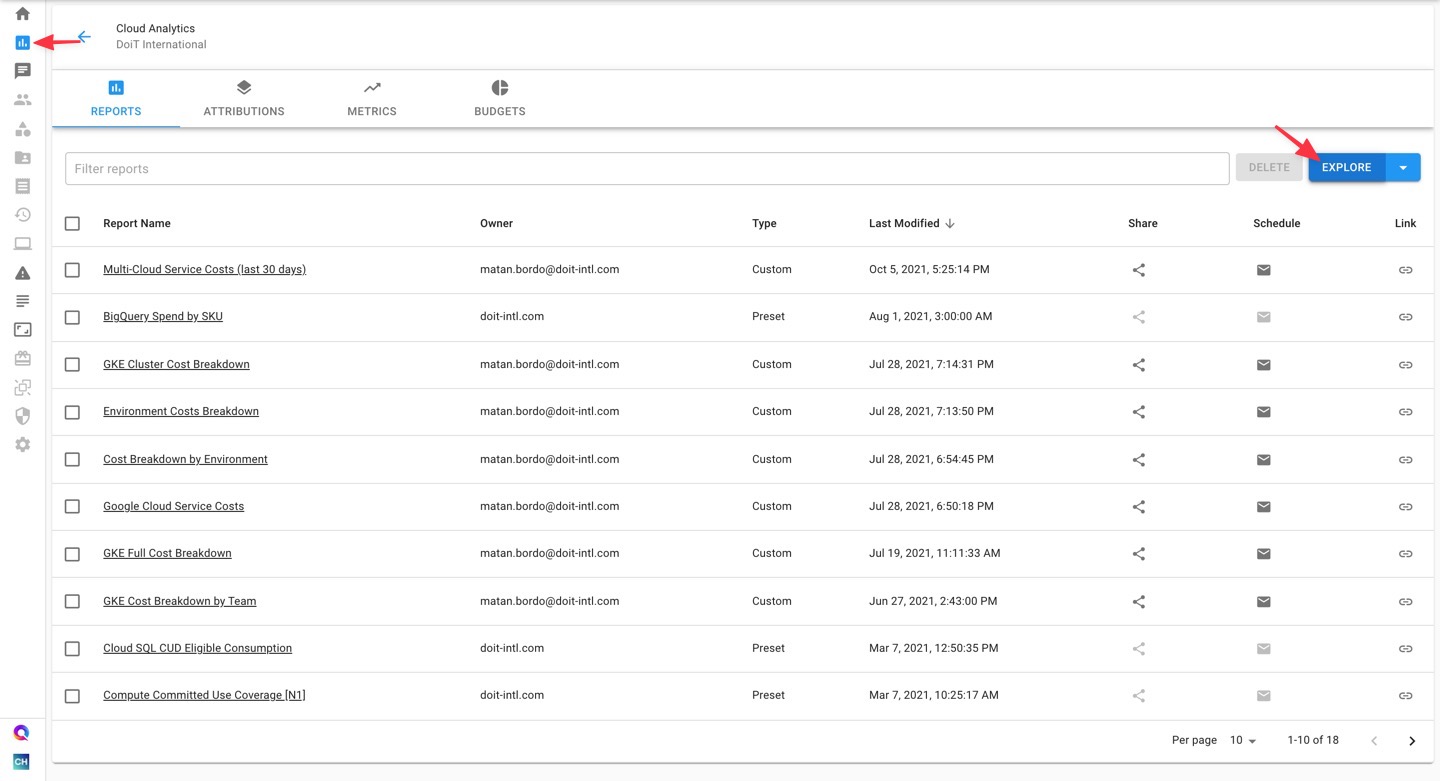 Cloud Analytics
DoiT International
REPORTS ATTRIBUTIONS METRICS BUDGETS
Filter reports DELETE EXPLORE
Report Name Owner Type Last Modified Share Schedule Link
Multi-Cloud Service Costs (last 30 days) matan.bordo@doit-intl.com Custom Oct 5, 2021, 5:25:14 PM
BigQuery Spend by SKU doit-intl.com Preset Aug 1, 2021, 3:00:00 AM
GKE Cluster Cost Breakdown matan.bordo@doit-intl.com Custom Jul 28, 2021, 7:14:31 PM
Environment Costs Breakdown matan.bordo@doit-intl.com Custom Jul 28, 2021, 7:13:50 PM
Cost Breakdown by Environment matan.bordo@doit-intl.com Custom Jul 28, 2021, 6:54:45 PM
Google Cloud Service Costs matan.bordo@doit-intl.com Custom Jul 28, 2021, 6:50:18 PM
GKE Full Cost Breakdown matan.bordo@doit-intl.com Custom Jul 19, 2021, 11:11:33 AM
GKE Cost Breakdown by Team matan.bordo@doit-intl.com Custom Jun 27, 2021, 2:43:00 PM
Cloud SQL CUD Eligible Consumption doit-intl.com Preset Mar 7, 2021, 12:50:35 PM
Compute Committed Use Coverage [N1] doit-intl.com Preset Mar 7, 2021, 10:25:17 AM
Per page 10 1-10 of 18
CH